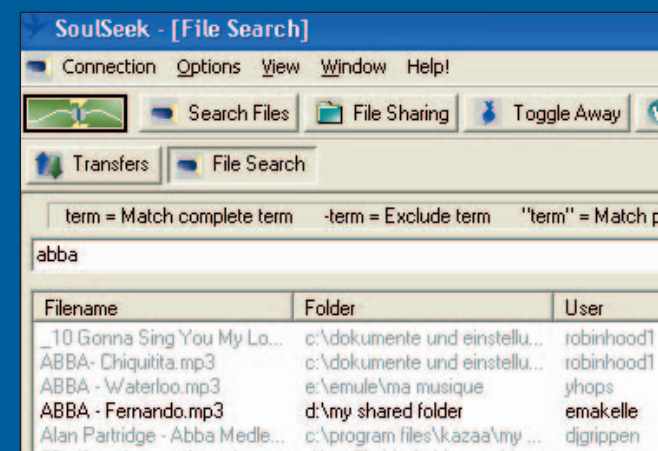 SoulSeek - [File Search]
Connection Options View Window Help!
Search Files File Sharing Toggle Away
Transfers File Search
term = Match complete term -term = Exclude term "term" = Match p
abba
Filename Folder User
_10 Gonna Sing You My Lo... c:\dokumente und einstellu... robinhood1
ABBA- Chiquitita.mp3 c:\dokumente und einstellu... robinhood1
ABBA - Waterloo.mp3 e:\emule\ma musique yhops
ABBA - Fernando.mp3 d:\my shared folder emakelle
Alan Partridge - Abba Medle... c:\program files\kazaa\my ... djgrippen